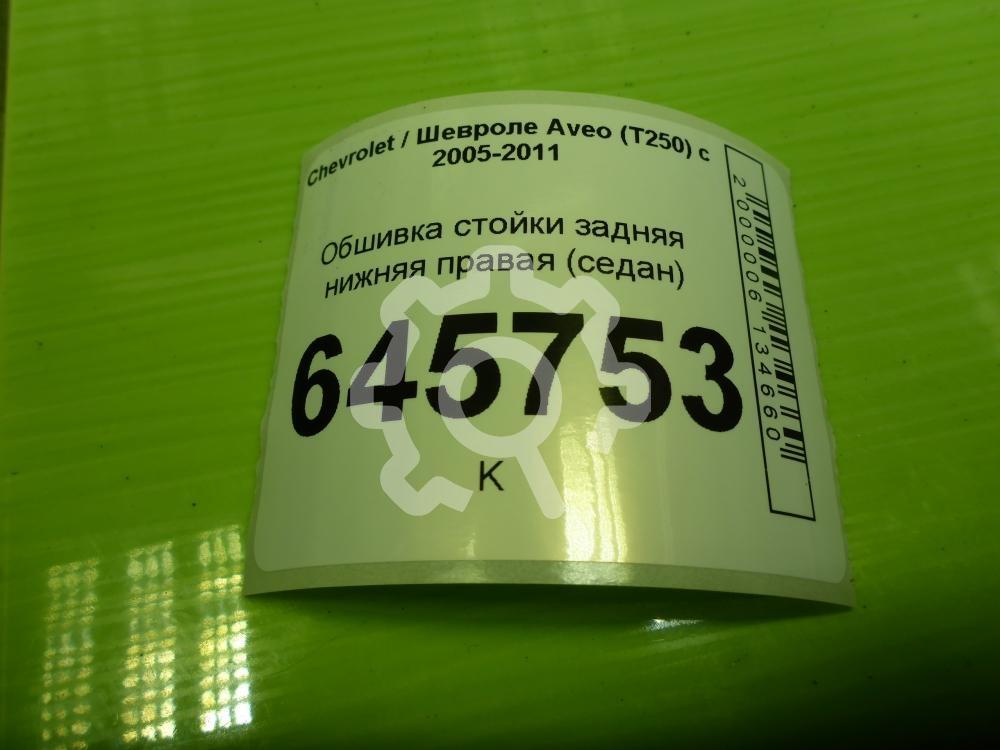 Chevrolet / Шевроле Aveo (T250) с
2005-2011
Обшивка стойки задняя
нижняя правая (седан)
645753
К
2000006134660